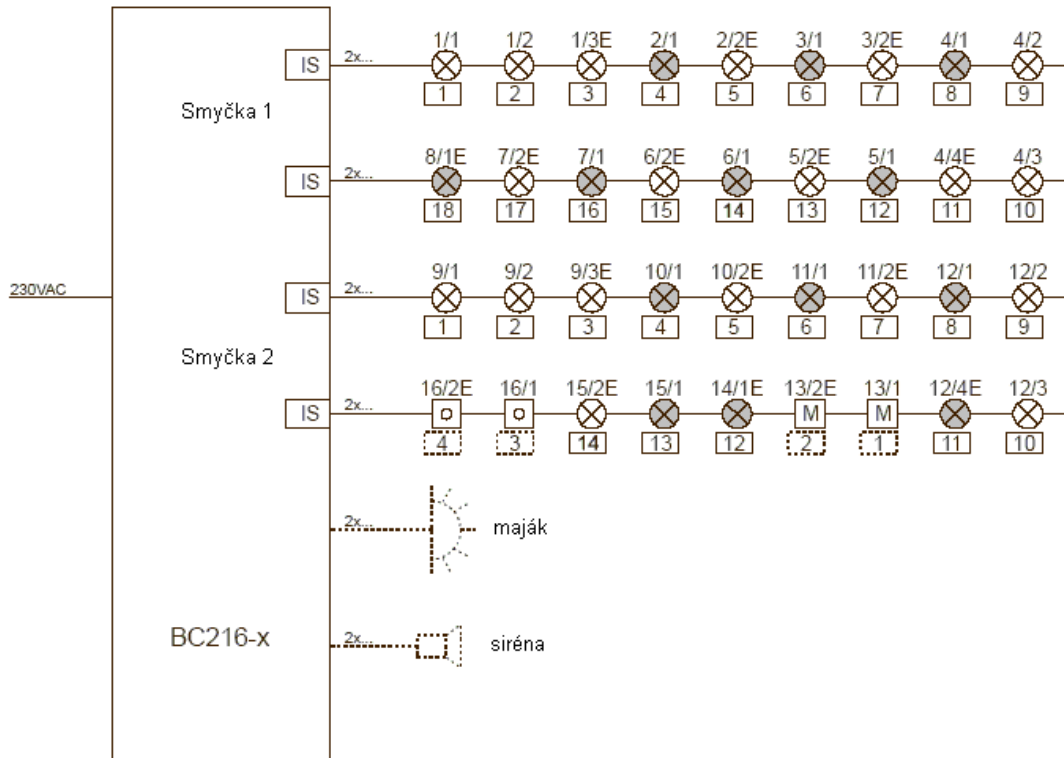 1/1 1/2 1/3E 2/1 2/2E 3/1 3/2E 4/1 4/2
IS 2x...
1 2 3 4 5 6 7 8 9
Smyčka 1
8/1E 7/2E 7/1 6/2E 6/1 5/2E 5/1 4/4E 4/3
IS 2x...
18 17 16 15 14 13 12 11 10
9/1 9/2 9/3E 10/1 10/2E 11/1 11/2E 12/1 12/2
230VAC IS 2x...
1 2 3 4 5 6 7 8 9
Smyčka 2
16/2E 16/1 15/2E 15/1 14/1E 13/2E 13/1 12/4E 12/3
IS 2x... O O M M
4 3 14 13 12 2 1 11 10
2x... maják
BC216-x 2x... siréna